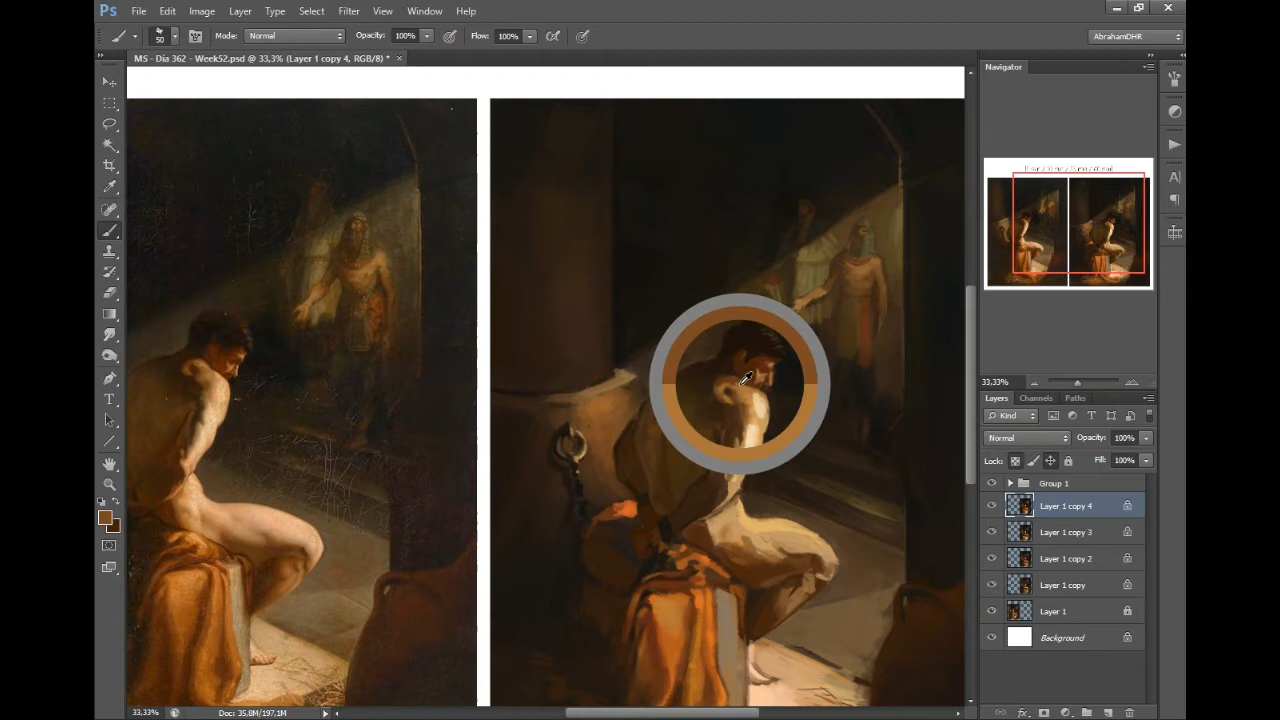 Ps File Edit Image Layer Type Select Filter View Window Help
50 Mode: Normal Opacity: 100% Flow: 100% AbrahamDHR
MS - Dia 362 - Week52.psd @ 33,3% (Layer 1 copy 4, RGB/8) *
Navigator
33,33%
Layers Channels Paths
Kind
Normal Opacity: 100%
Lock: Fill: 100%
Group 1
Layer 1 copy 4
Layer 1 copy 3
Layer 1 copy 2
Layer 1 copy
Layer 1
Background
33,33% Doc: 35,8M/197,1M